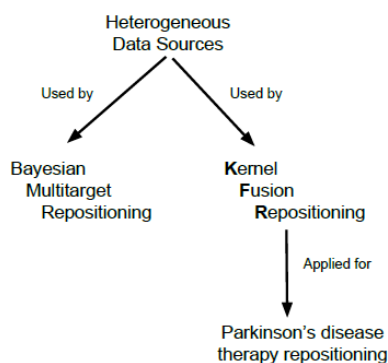 Heterogeneous
Data Sources
Used by
Used by
Bayesian
Multitarget
Repositioning
Kernel
Fusion
Repositioning
Applied for
Parkinson's disease
therapy repositioning